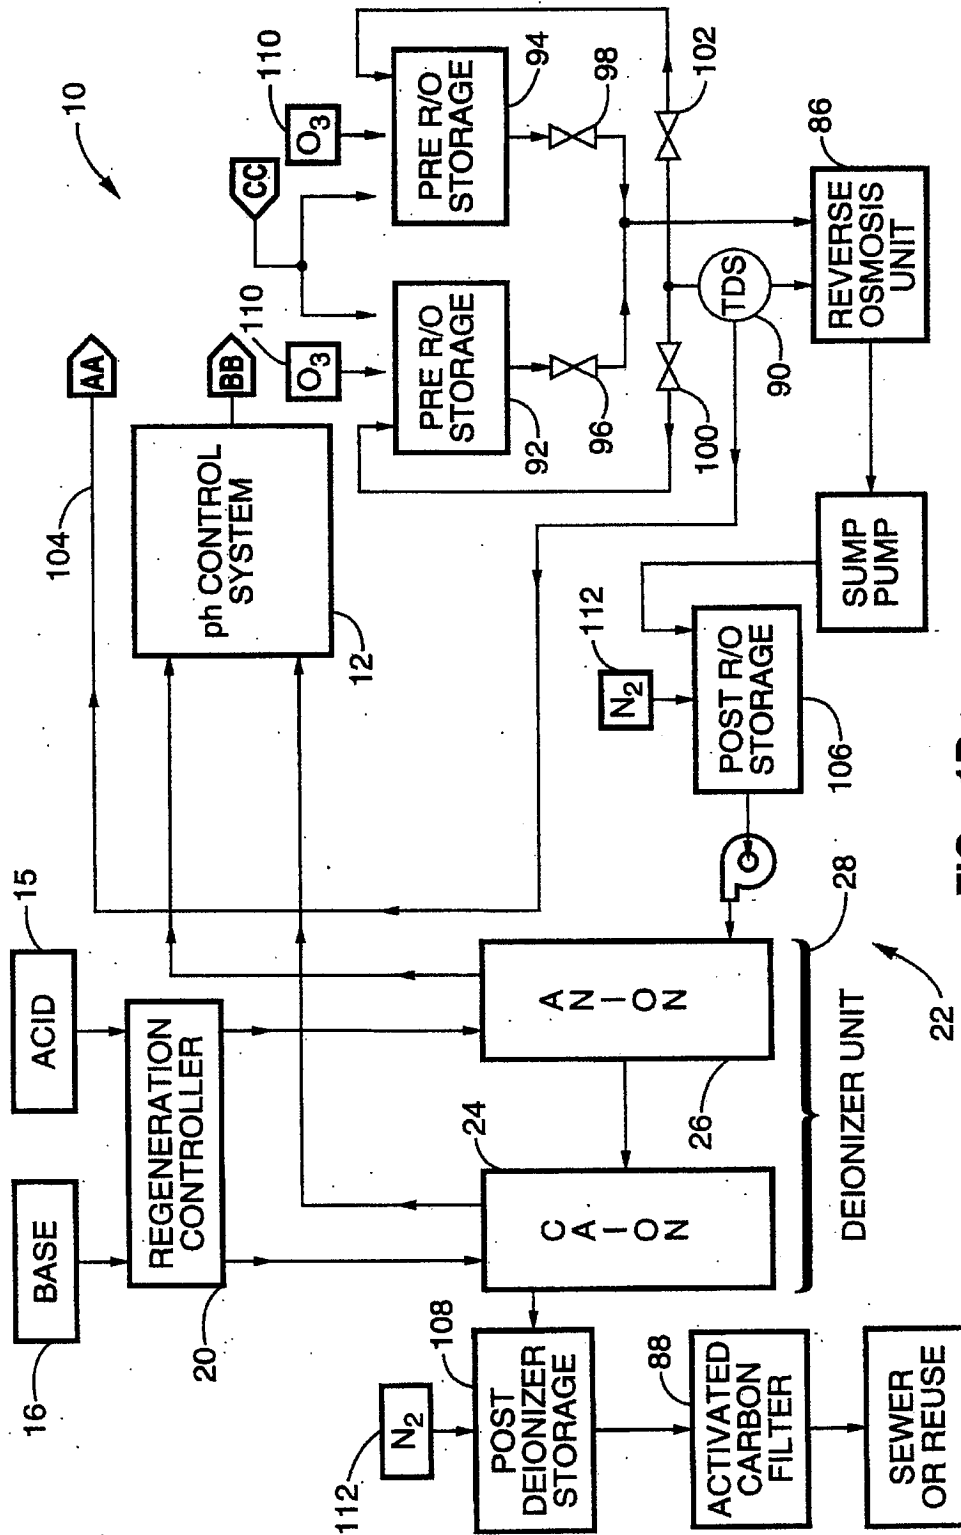 10
16
BASE
ACID
15
REGENERATION
CONTROLLER
20
104
AA
ph CONTROL
SYSTEM
12
BB
CC
110
O3
110
O3
PRE R/O
STORAGE
92
PRE R/O
STORAGE
94
96
98
100
102
TDS
90
REVERSE
OSMOSIS
UNIT
86
SUMP
PUMP
112
N2
POST R/O
STORAGE
106
A
N
I
O
N
26
C
A
I
O
N
24
28
DEIONIZER UNIT
22
112
N2
108
POST
DEIONIZER
STORAGE
88
ACTIVATED
CARBON
FILTER
SEWER
OR REUSE